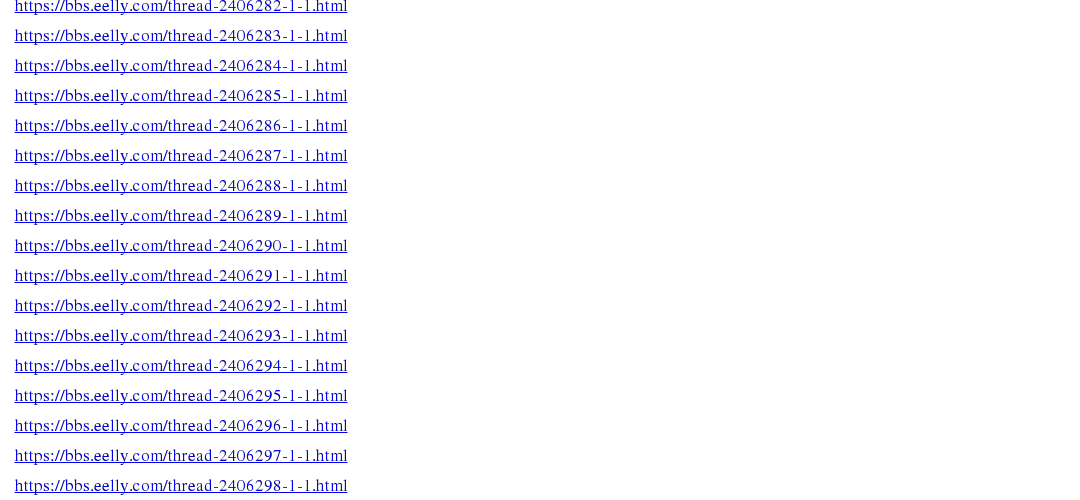 https://bbs.eelly.com/thread-2406282-1-1.html
https://bbs.eelly.com/thread-2406283-1-1.html
https://bbs.eelly.com/thread-2406284-1-1.html
https://bbs.eelly.com/thread-2406285-1-1.html
https://bbs.eelly.com/thread-2406286-1-1.html
https://bbs.eelly.com/thread-2406287-1-1.html
https://bbs.eelly.com/thread-2406288-1-1.html
https://bbs.eelly.com/thread-2406289-1-1.html
https://bbs.eelly.com/thread-2406290-1-1.html
https://bbs.eelly.com/thread-2406291-1-1.html
https://bbs.eelly.com/thread-2406292-1-1.html
https://bbs.eelly.com/thread-2406293-1-1.html
https://bbs.eelly.com/thread-2406294-1-1.html
https://bbs.eelly.com/thread-2406295-1-1.html
https://bbs.eelly.com/thread-2406296-1-1.html
https://bbs.eelly.com/thread-2406297-1-1.html
https://bbs.eelly.com/thread-2406298-1-1.html